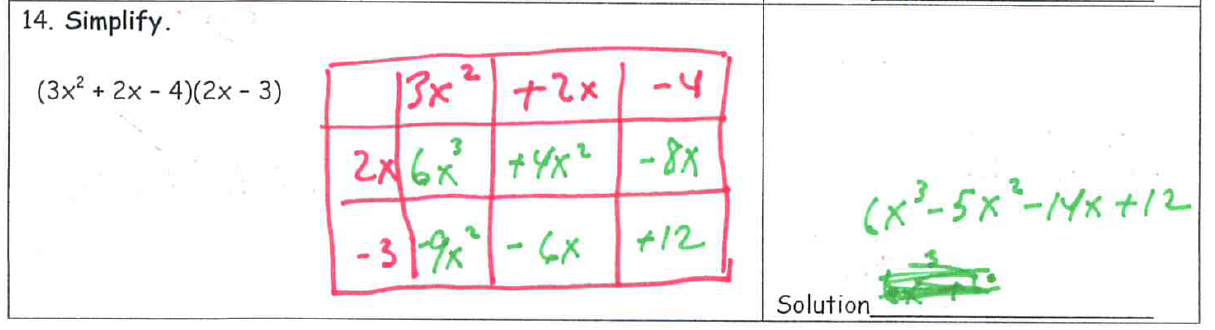 14. Simplify.
(3x² + 2x - 4)(2x - 3)
3x² +2x -4
2x 6x³ +4x² -8x
-3 -9x² -6x +12
6x³-5x²-14x+12
Solution